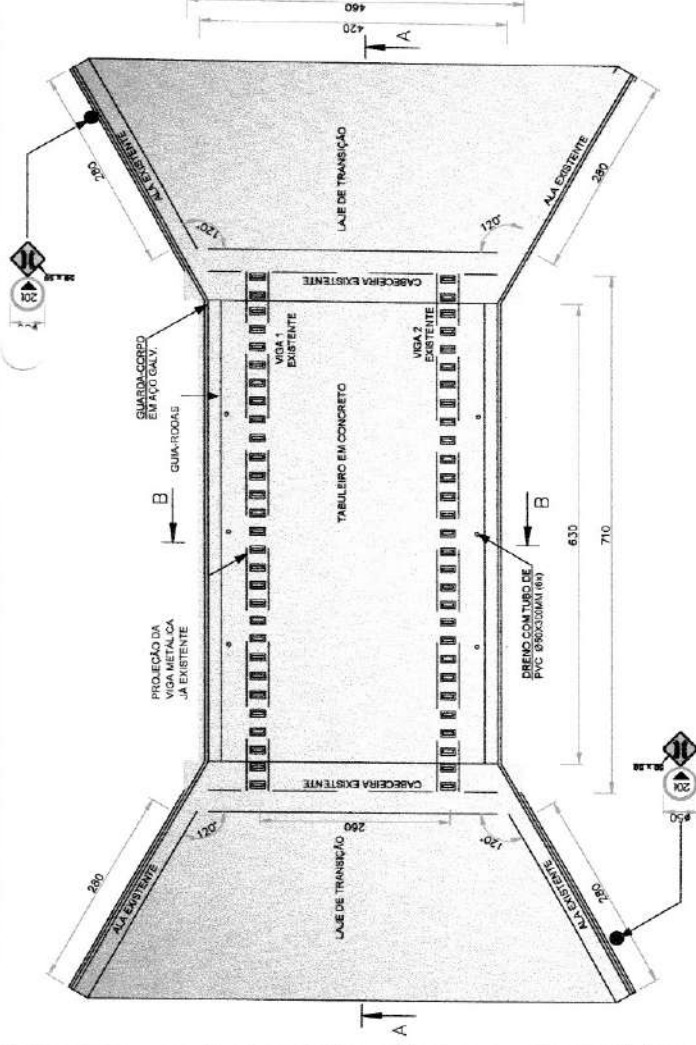 460
420
A
280
ALA EXISTENTE
120°
LAJE DE TRANSIÇÃO
120°
ALA EXISTENTE
280
CABECEIRA EXISTENTE
20t
GUARDA-CORPO
EM AÇO GALV.
GUIA-RODAS
VIGA 1
EXISTENTE
VIGA 2
EXISTENTE
B
TABULEIRO EM CONCRETO
B
630
710
PROJEÇÃO DA
VIGA METÁLICA
JÁ EXISTENTE
DRENO COM TUBO DE
PVC Ø50X300MM (6x)
CABECEIRA EXISTENTE
280
ALA EXISTENTE
120°
260
120°
LAJE DE TRANSIÇÃO
ALA EXISTENTE
280
20t
ø50
A